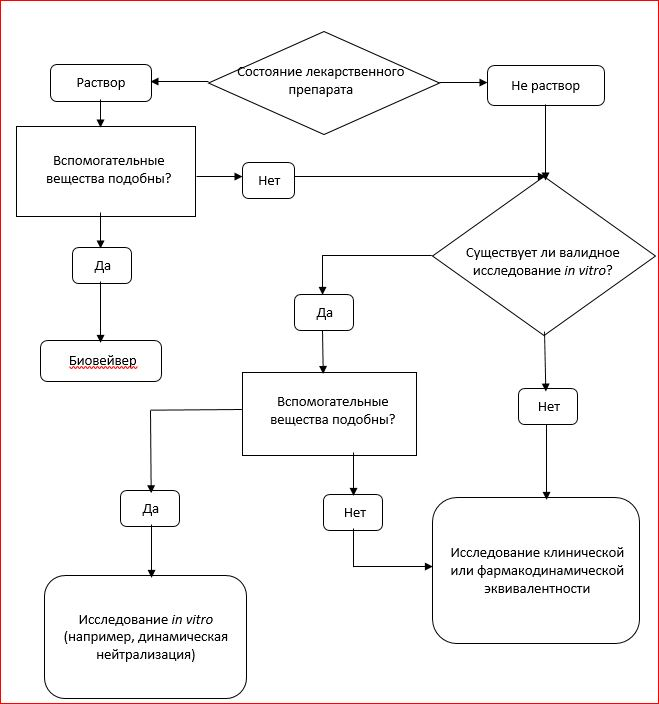 Состояние лекарственного
препарата
Раствор
Не раствор
Вспомогательные
вещества подобны?
Нет
Да
Существует ли валидное
исследование in vitro?
Да
Биовейвер
Вспомогательные
вещества подобны?
Нет
Да
Нет
Исследование клинической
или фармакодинамической
эквивалентности
Исследование in vitro
(например, динамическая
нейтрализация)